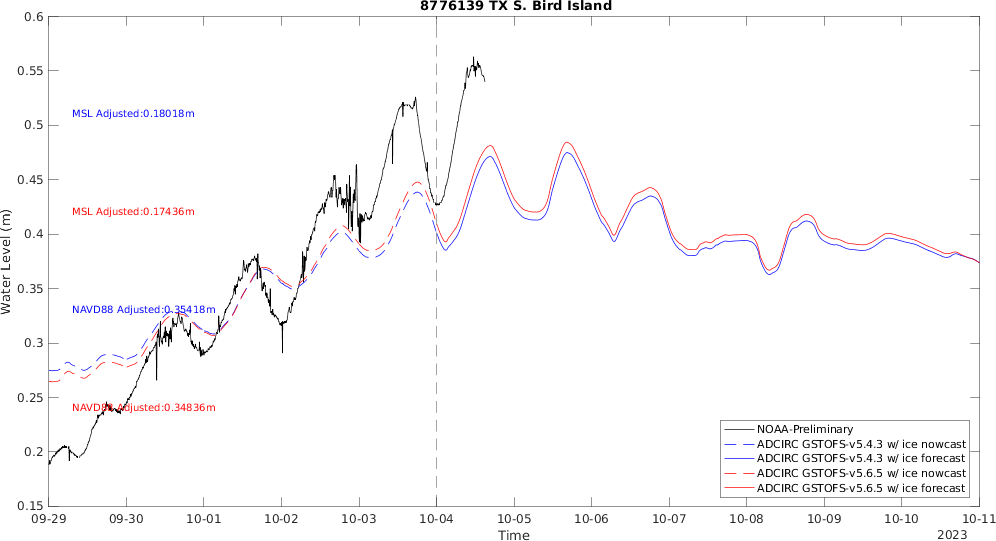 8776139 TX S. Bird Island
0.6
0.55
0.5
0.45
0.4
0.35
0.3
0.25
0.2
0.15
Water Level (m)
MSL Adjusted:0.18018m
MSL Adjusted:0.17436m
NAVD88 Adjusted:0.35418m
NAVD88 Adjusted:0.34836m
NOAA-Preliminary
ADCIRC GSTOFS-v5.4.3 w/ ice nowcast
ADCIRC GSTOFS-v5.4.3 w/ ice forecast
ADCIRC GSTOFS-v5.6.5 w/ ice nowcast
ADCIRC GSTOFS-v5.6.5 w/ ice forecast
09-29 09-30 10-01 10-02 10-03 10-04 10-05 10-06 10-07 10-08 10-09 10-10 10-11
Time
2023